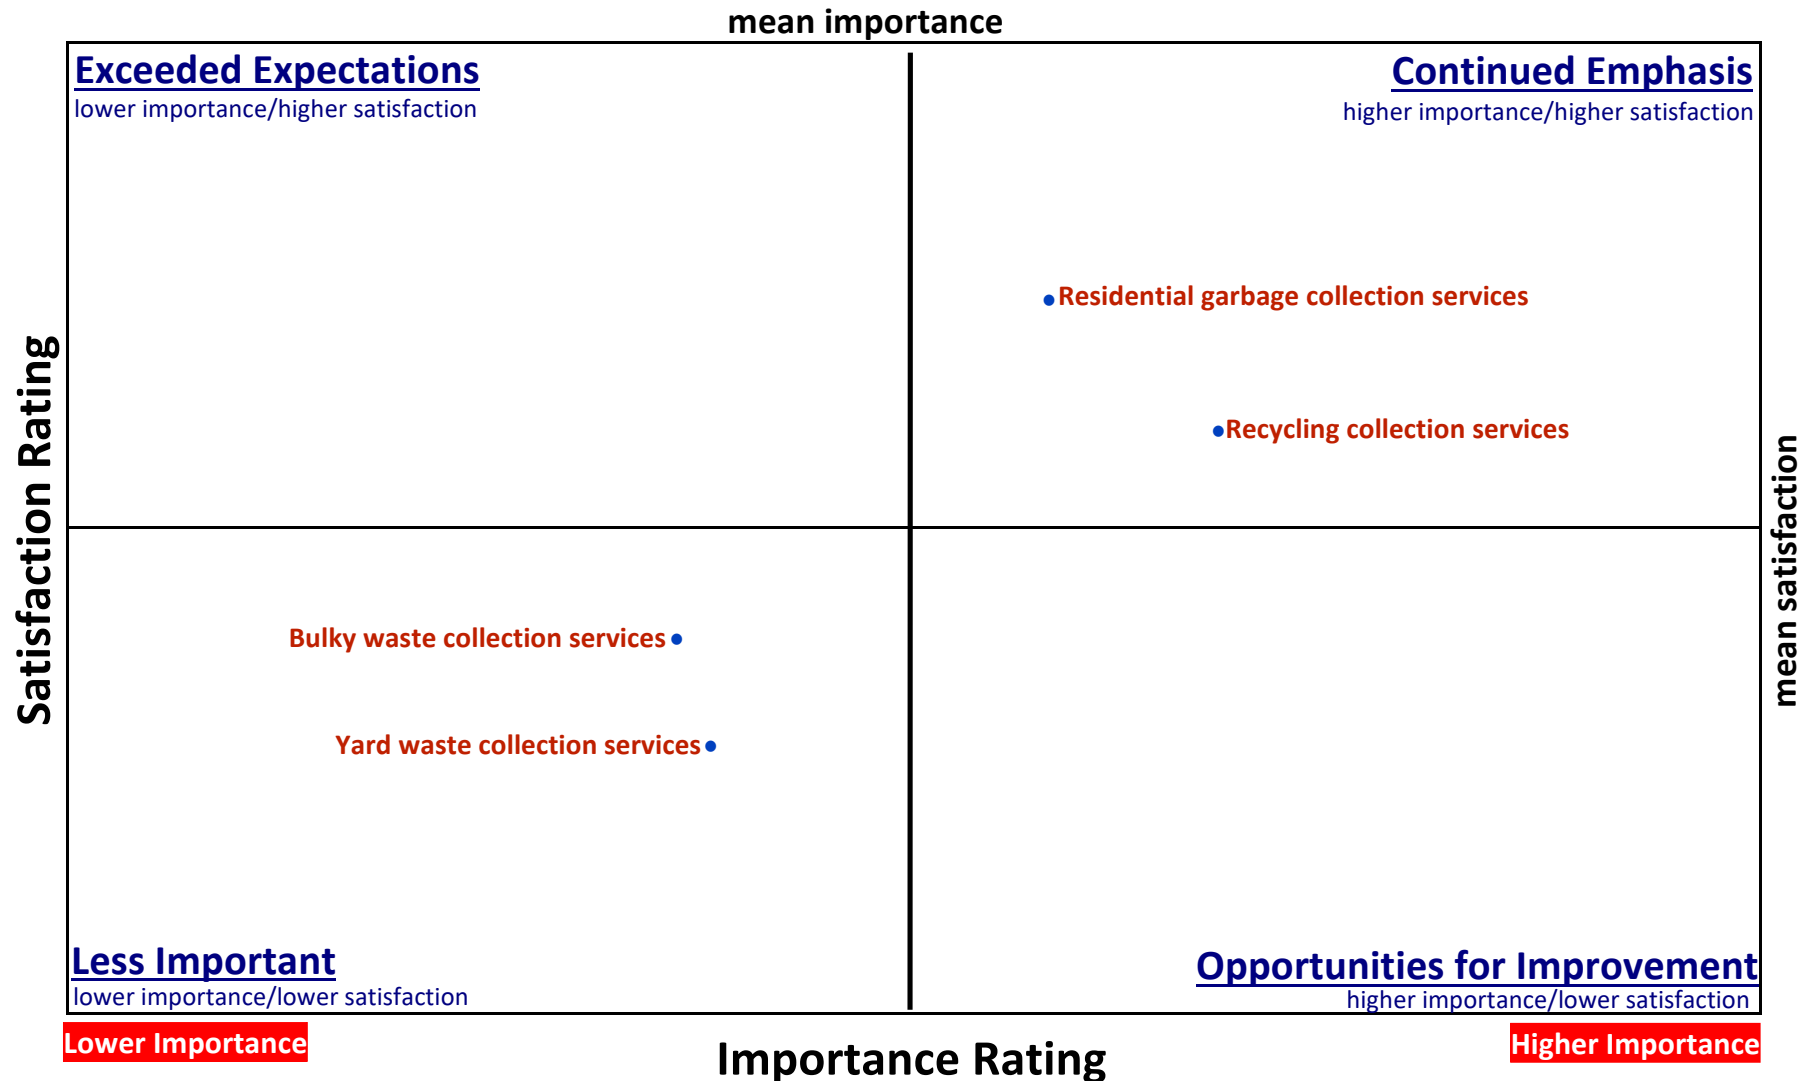 mean importance
Exceeded Expectations
lower importance/higher satisfaction
Continued Emphasis
higher importance/higher satisfaction
Residential garbage collection services
Recycling collection services
Satisfaction Rating
mean satisfaction
Bulky waste collection services
Yard waste collection services
Less Important
lower importance/lower satisfaction
Opportunities for Improvement
higher importance/lower satisfaction
Lower Importance
Importance Rating
Higher Importance